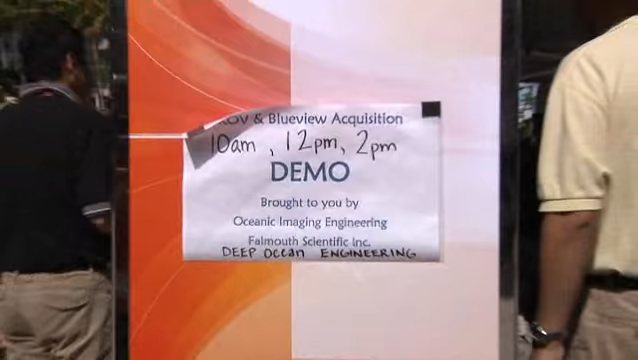 ROV & Blueview Acquisition
10am, 12pm, 2pm
DEMO
Brought to you by
Oceanic Imaging Engineering
Falmouth Scientific Inc.
DEEP OCEAN ENGINEERING